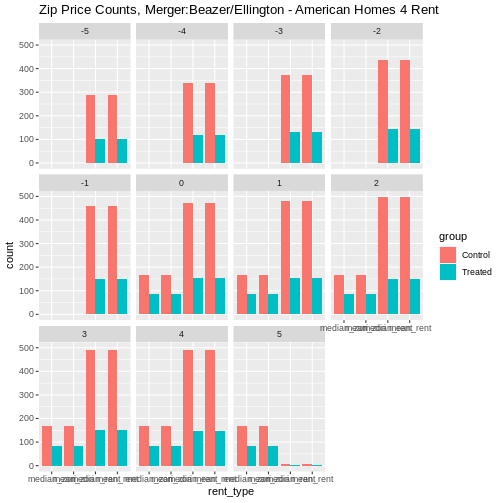 Zip Price Counts, Merger:Beazer/Ellington - American Homes 4 Rent
-5 -4 -3 -2
500
400
300
200
100
0
-1 0 1 2
500
400
300
200
100
0
3 4 5
500
400
300
200
100
0
count
rent_type
group
Control
Treated